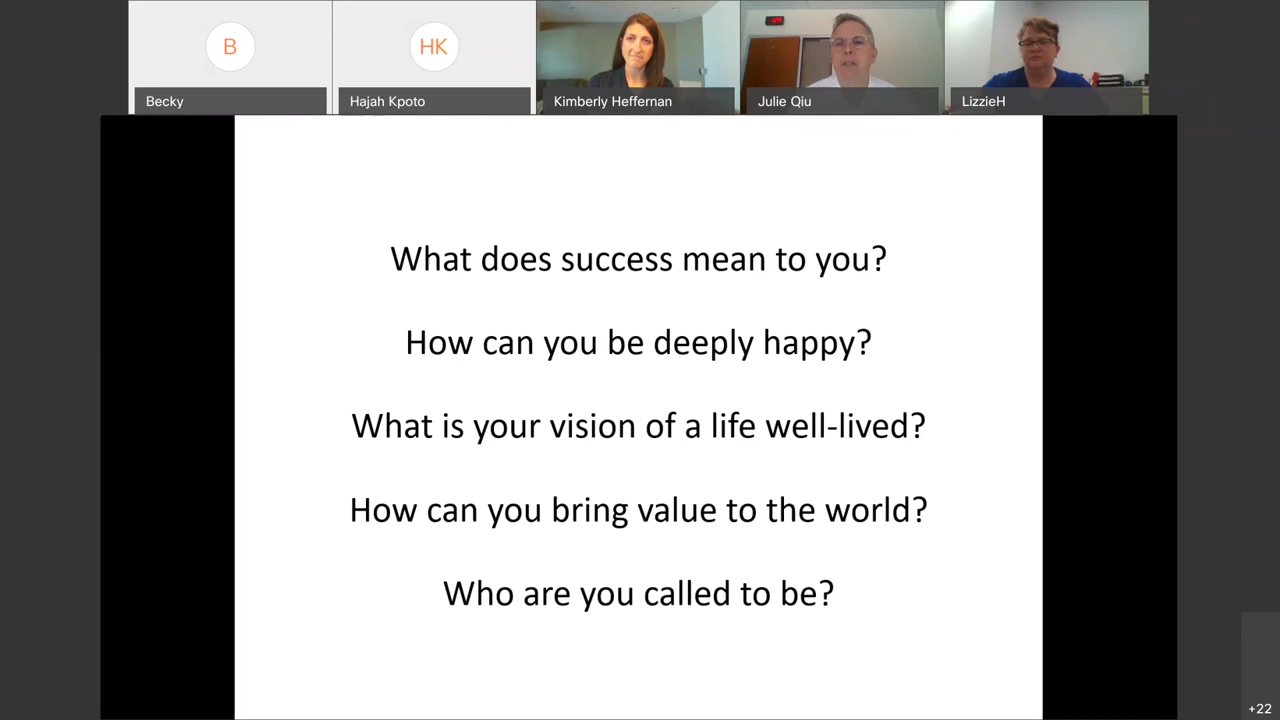 B
HK
Becky
Hajah Kpoto
Kimberly Heffernan
Julie Qiu
LizzieH
What does success mean to you?
How can you be deeply happy?
What is your vision of a life well-lived?
How can you bring value to the world?
Who are you called to be?
+22